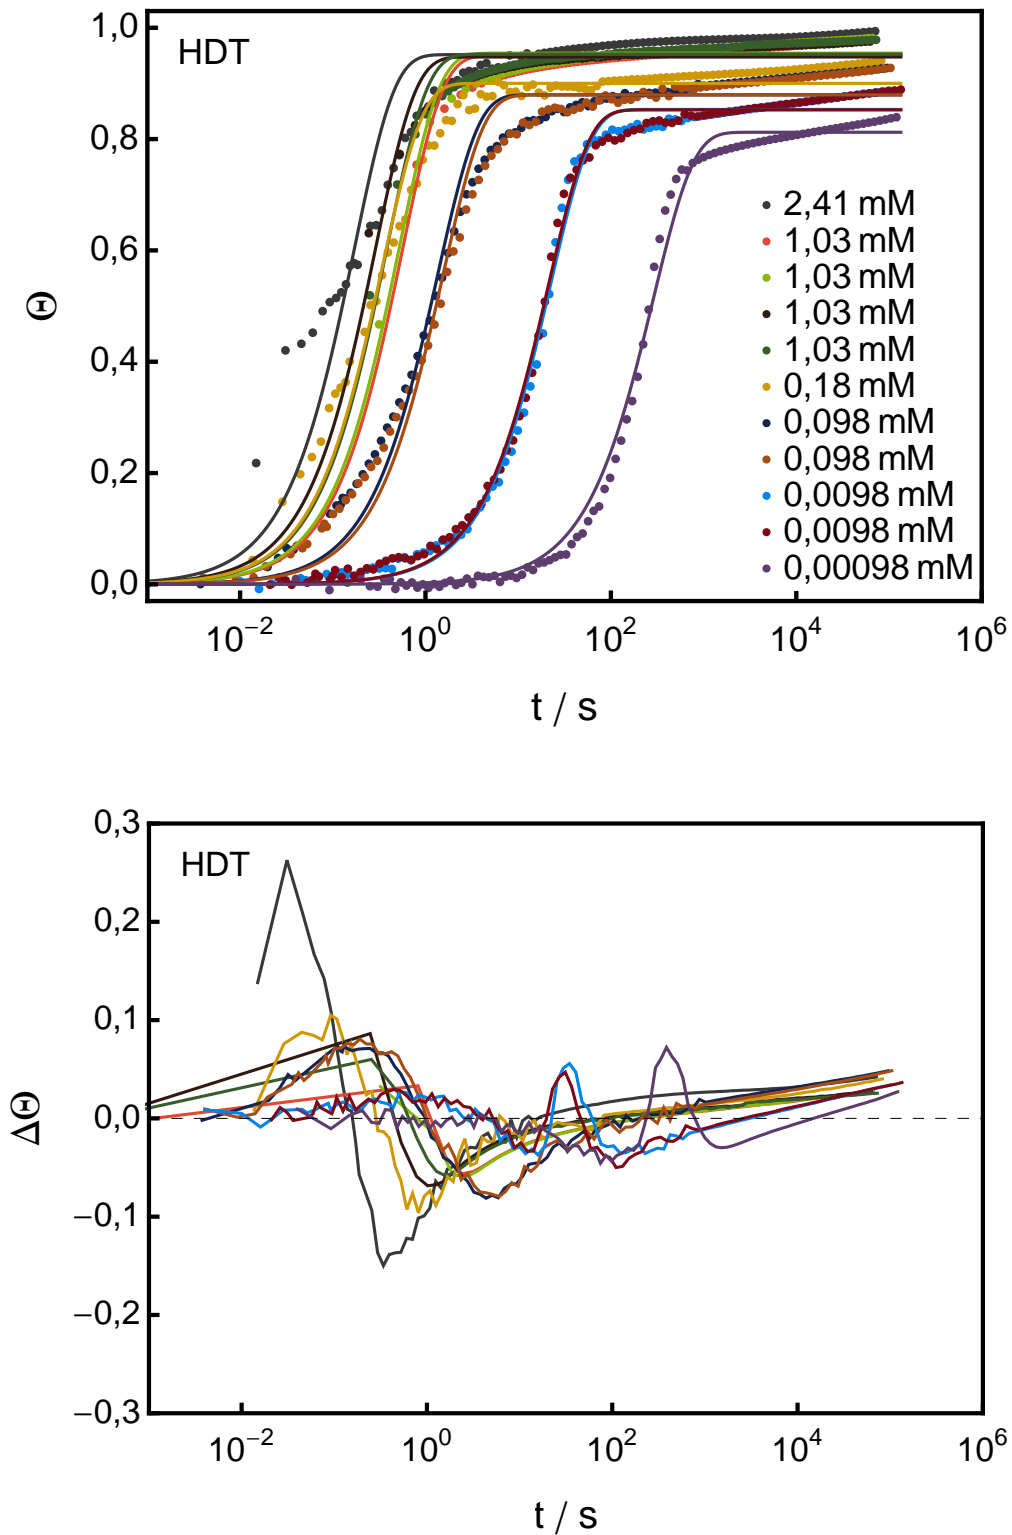 HDT
1,0
0,8
0,6
0,4
0,2
0,0
Θ
2,41 mM
1,03 mM
1,03 mM
1,03 mM
1,03 mM
0,18 mM
0,098 mM
0,098 mM
0,0098 mM
0,0098 mM
0,00098 mM
10⁻² 10⁰ 10² 10⁴ 10⁶
t / s
HDT
0,3
0,2
0,1
0,0
−0,1
−0,2
−0,3
ΔΘ
10⁻² 10⁰ 10² 10⁴ 10⁶
t / s